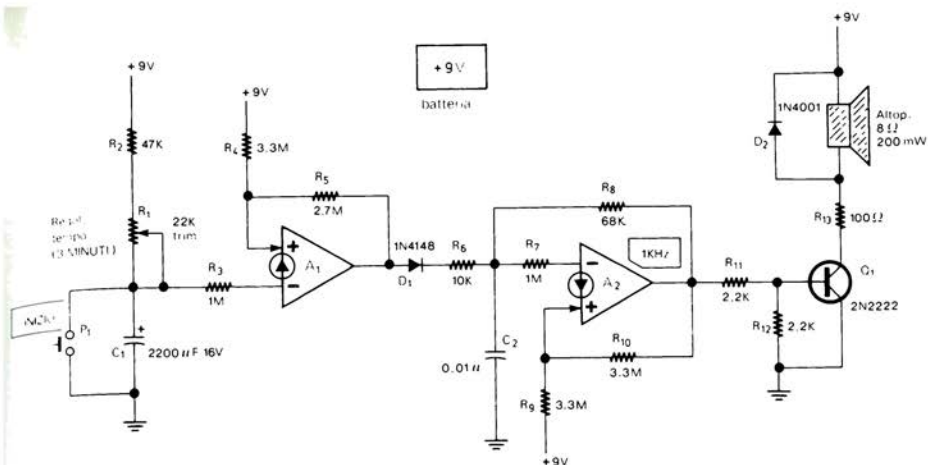 +9V
+9V
+9V
+9V
batteria
R2 47K
R4 3.3M
R5
2.7M
1N4001
D2
Altop.
8Ω
200 mW
R8
68K
R13 100Ω
Regol.
tempo
(3 MINUTI)
R1
22K
trim
R3
1M
+
A1
-
1N4148
D1
R6
10K
R7
1M
-
A2
+
1KHz
R11
2.2K
Q1
2N2222
R12 2.2K
P1
+
C1 2200 uF 16V
C2
0.01u
R10
3.3M
R9 3.3M
+9V